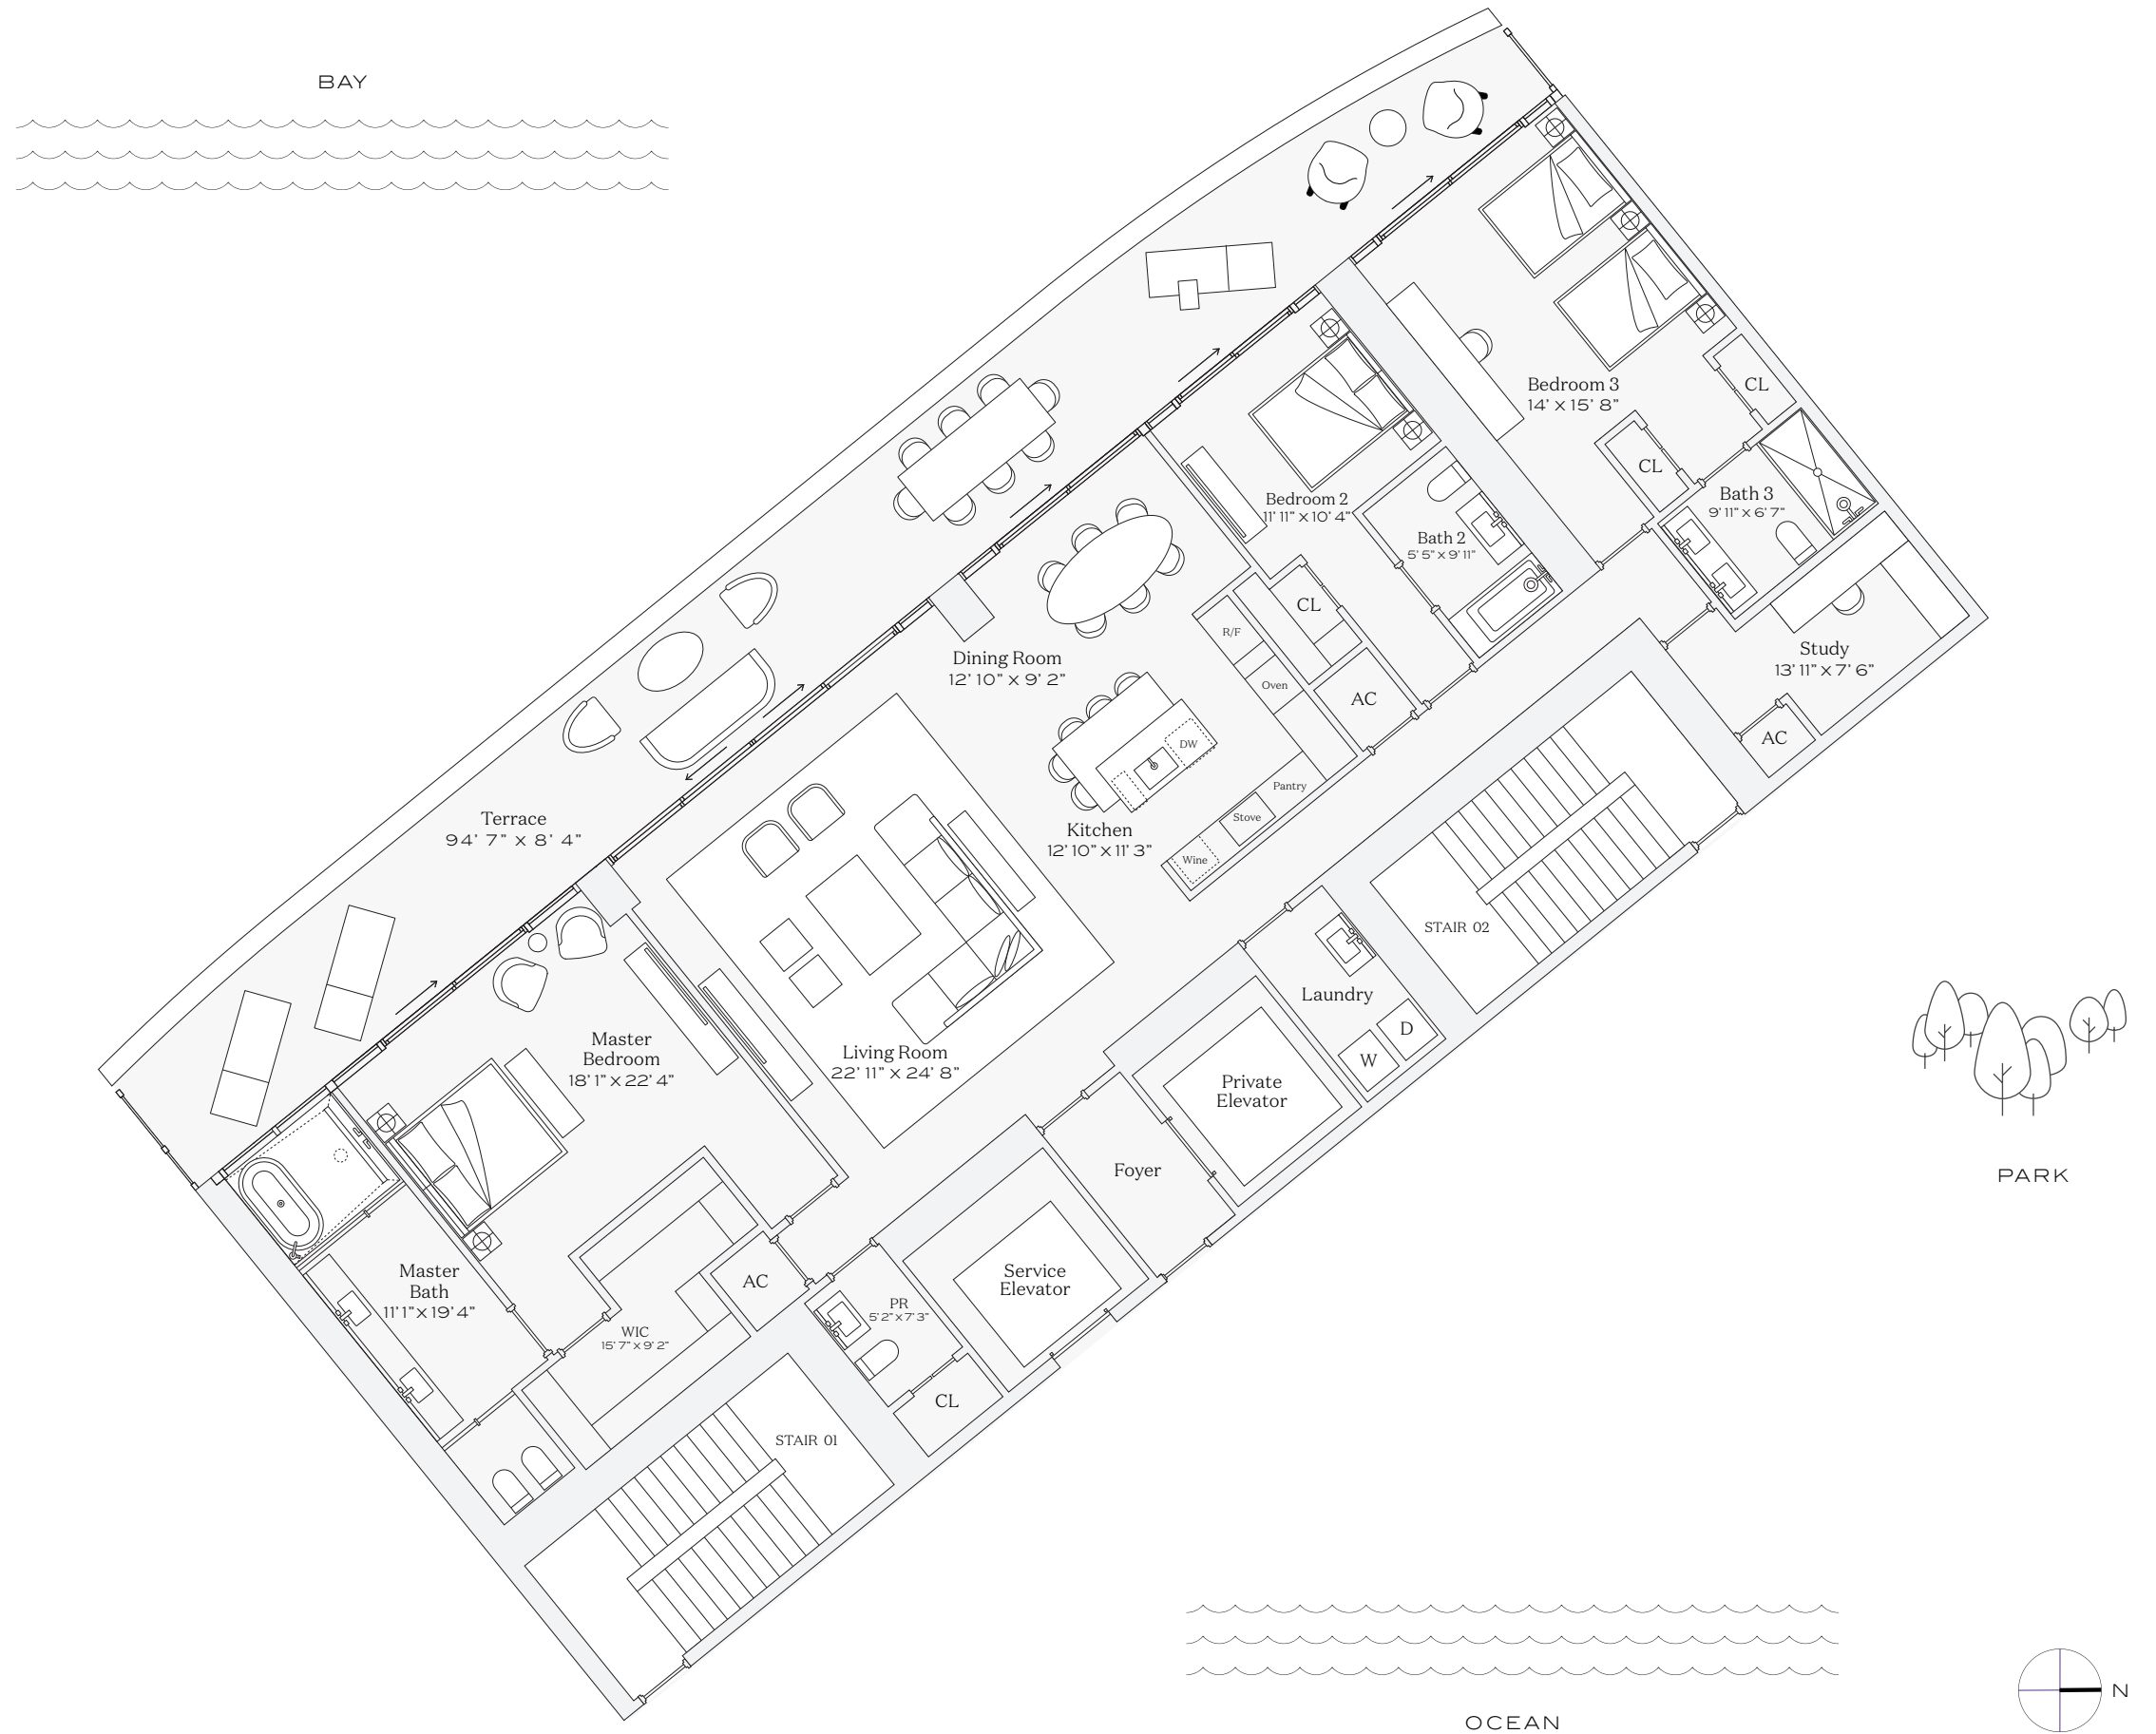 BAY
Bedroom 3
14’ x 15’ 8”
CL
CL
Bath 3
9’ 11” x 6’ 7”
Bedroom 2
11’ 11” x 10’ 4”
Bath 2
5’ 5” x 9’ 11”
CL
R/F
Oven
AC
Study
13’ 11” x 7’ 6”
AC
Dining Room
12’ 10” x 9’ 2”
DW
Pantry
Stove
Wine
Kitchen
12’ 10” x 11’ 3”
Terrace
94’ 7” x 8’ 4”
STAIR 02
Laundry
D
W
Living Room
22’ 11” x 24’ 8”
Master
Bedroom
18’ 1” x 22’ 4”
Private
Elevator
Foyer
PARK
Service
Elevator
Master
Bath
11’ 1” x 19’ 4”
AC
PR
5’ 2” x 7’ 3”
WIC
15’ 7” x 9’ 2”
CL
STAIR 01
N
OCEAN